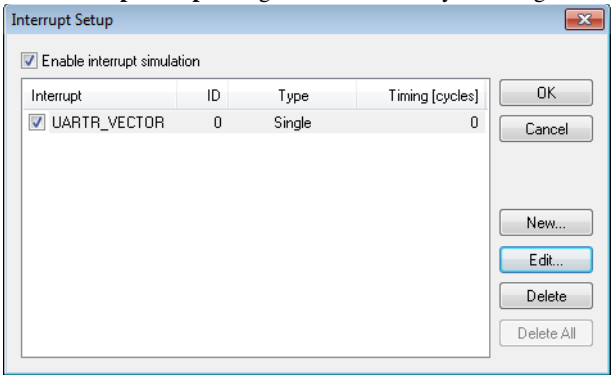 Interrupt Setup
Enable interrupt simulation
Interrupt ID Type Timing [cycles]
UARTR_VECTOR 0 Single 0
OK
Cancel
New...
Edit...
Delete
Delete All